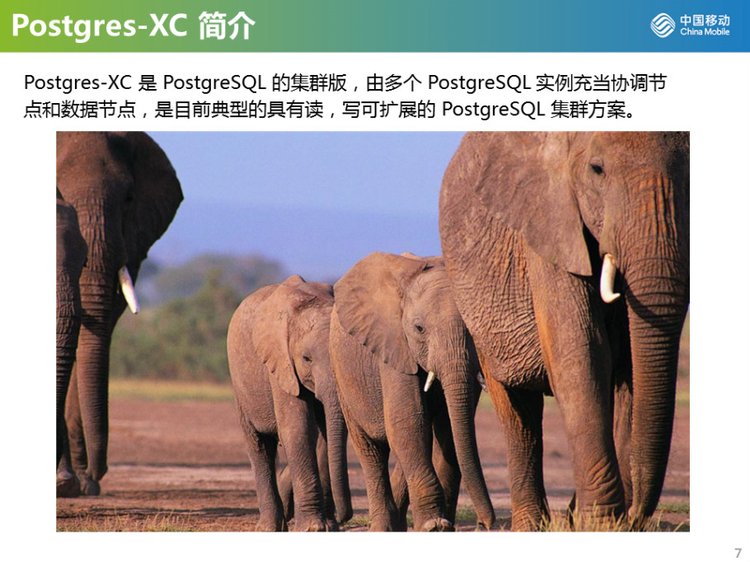 Postgres-XC 简介
中国移动
China Mobile
Postgres-XC 是 PostgreSQL 的集群版，由多个 PostgreSQL 实例充当协调节
点和数据节点，是目前典型的具有读，写可扩展的 PostgreSQL 集群方案。
7